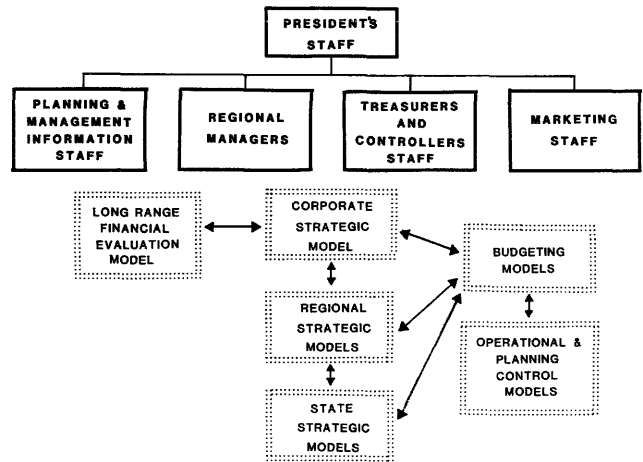 PRESIDENT'S
STAFF
PLANNING &
MANAGEMENT
INFORMATION
STAFF
REGIONAL
MANAGERS
TREASURERS
AND
CONTROLLERS
STAFF
MARKETING
STAFF
LONG RANGE
FINANCIAL
EVALUATION
MODEL
CORPORATE
STRATEGIC
MODEL
BUDGETING
MODELS
REGIONAL
STRATEGIC
MODELS
OPERATIONAL &
PLANNING
CONTROL
MODELS
STATE
STRATEGIC
MODELS